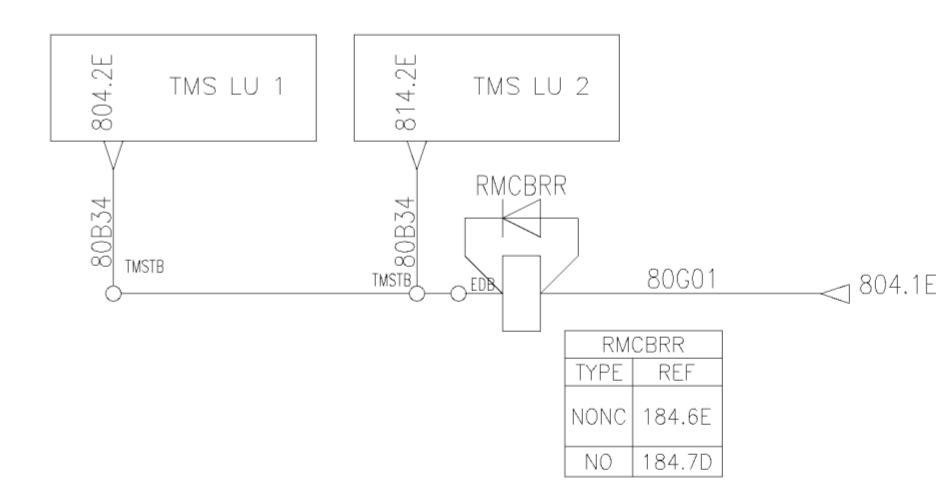 804.2E
TMS LU 1
814.2E
TMS LU 2
80B34
TMSTB
80B34
TMSTB
EDB
RMCBRR
80G01
804.1E
RMCBRR
TYPE REF
NONC 184.6E
NO 184.7D